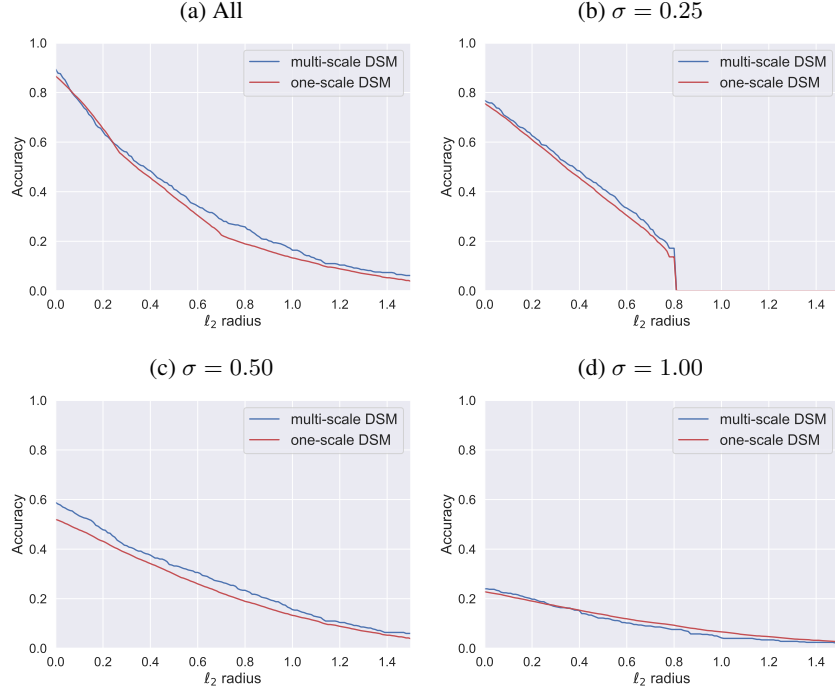 (a) All
1.0
0.8
0.6
0.4
0.2
0.0
Accuracy
multi-scale DSM
one-scale DSM
0.0 0.2 0.4 0.6 0.8 1.0 1.2 1.4
ℓ₂ radius
(b) σ = 0.25
1.0
0.8
0.6
0.4
0.2
0.0
Accuracy
multi-scale DSM
one-scale DSM
0.0 0.2 0.4 0.6 0.8 1.0 1.2 1.4
ℓ₂ radius
(c) σ = 0.50
1.0
0.8
0.6
0.4
0.2
0.0
Accuracy
multi-scale DSM
one-scale DSM
0.0 0.2 0.4 0.6 0.8 1.0 1.2 1.4
ℓ₂ radius
(d) σ = 1.00
1.0
0.8
0.6
0.4
0.2
0.0
Accuracy
multi-scale DSM
one-scale DSM
0.0 0.2 0.4 0.6 0.8 1.0 1.2 1.4
ℓ₂ radius